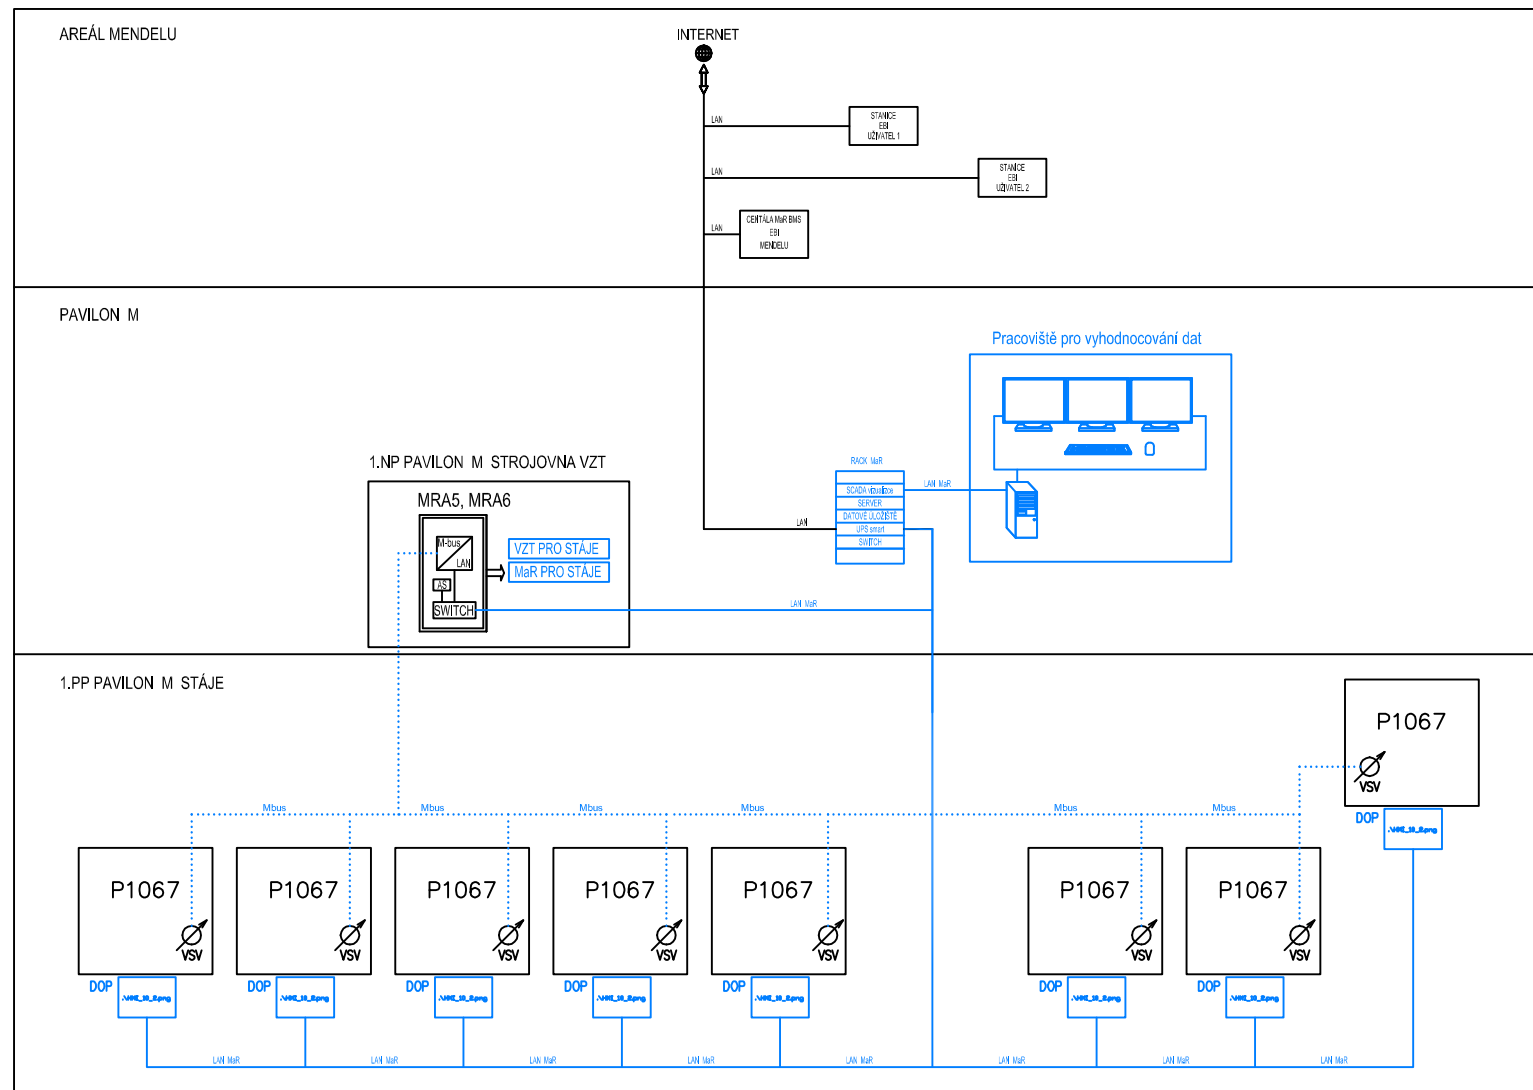 AREÁL MENDELU
INTERNET
LAN
STANICE
EBI
UŽIVATEL 1
LAN
STANICE
EBI
UŽIVATEL 2
LAN
CENTÁLA MaR BMS
EBI
MENDELU
PAVILON M
Pracoviště pro vyhodnocování dat
1.NP PAVILON M STROJOVNA VZT
MRA5, MRA6
M-bus
LAN
AS
SWITCH
VZT PRO STÁJE
MaR PRO STÁJE
RACK MaR
SCADA vizualizce
SERVER
DATOVÉ ÚLOŽIŠTĚ
UPS smart
SWITCH
LAN
LAN MaR
LAN MaR
1.PP PAVILON M STÁJE
P1067
VSV
DOP
Mbus
Mbus
Mbus
Mbus
Mbus
Mbus
P1067
P1067
P1067
P1067
P1067
P1067
P1067
VSV
VSV
VSV
VSV
VSV
VSV
VSV
DOP
DOP
DOP
DOP
DOP
DOP
DOP
LAN MaR
LAN MaR
LAN MaR
LAN MaR
LAN MaR
LAN MaR
LAN MaR
LAN MaR